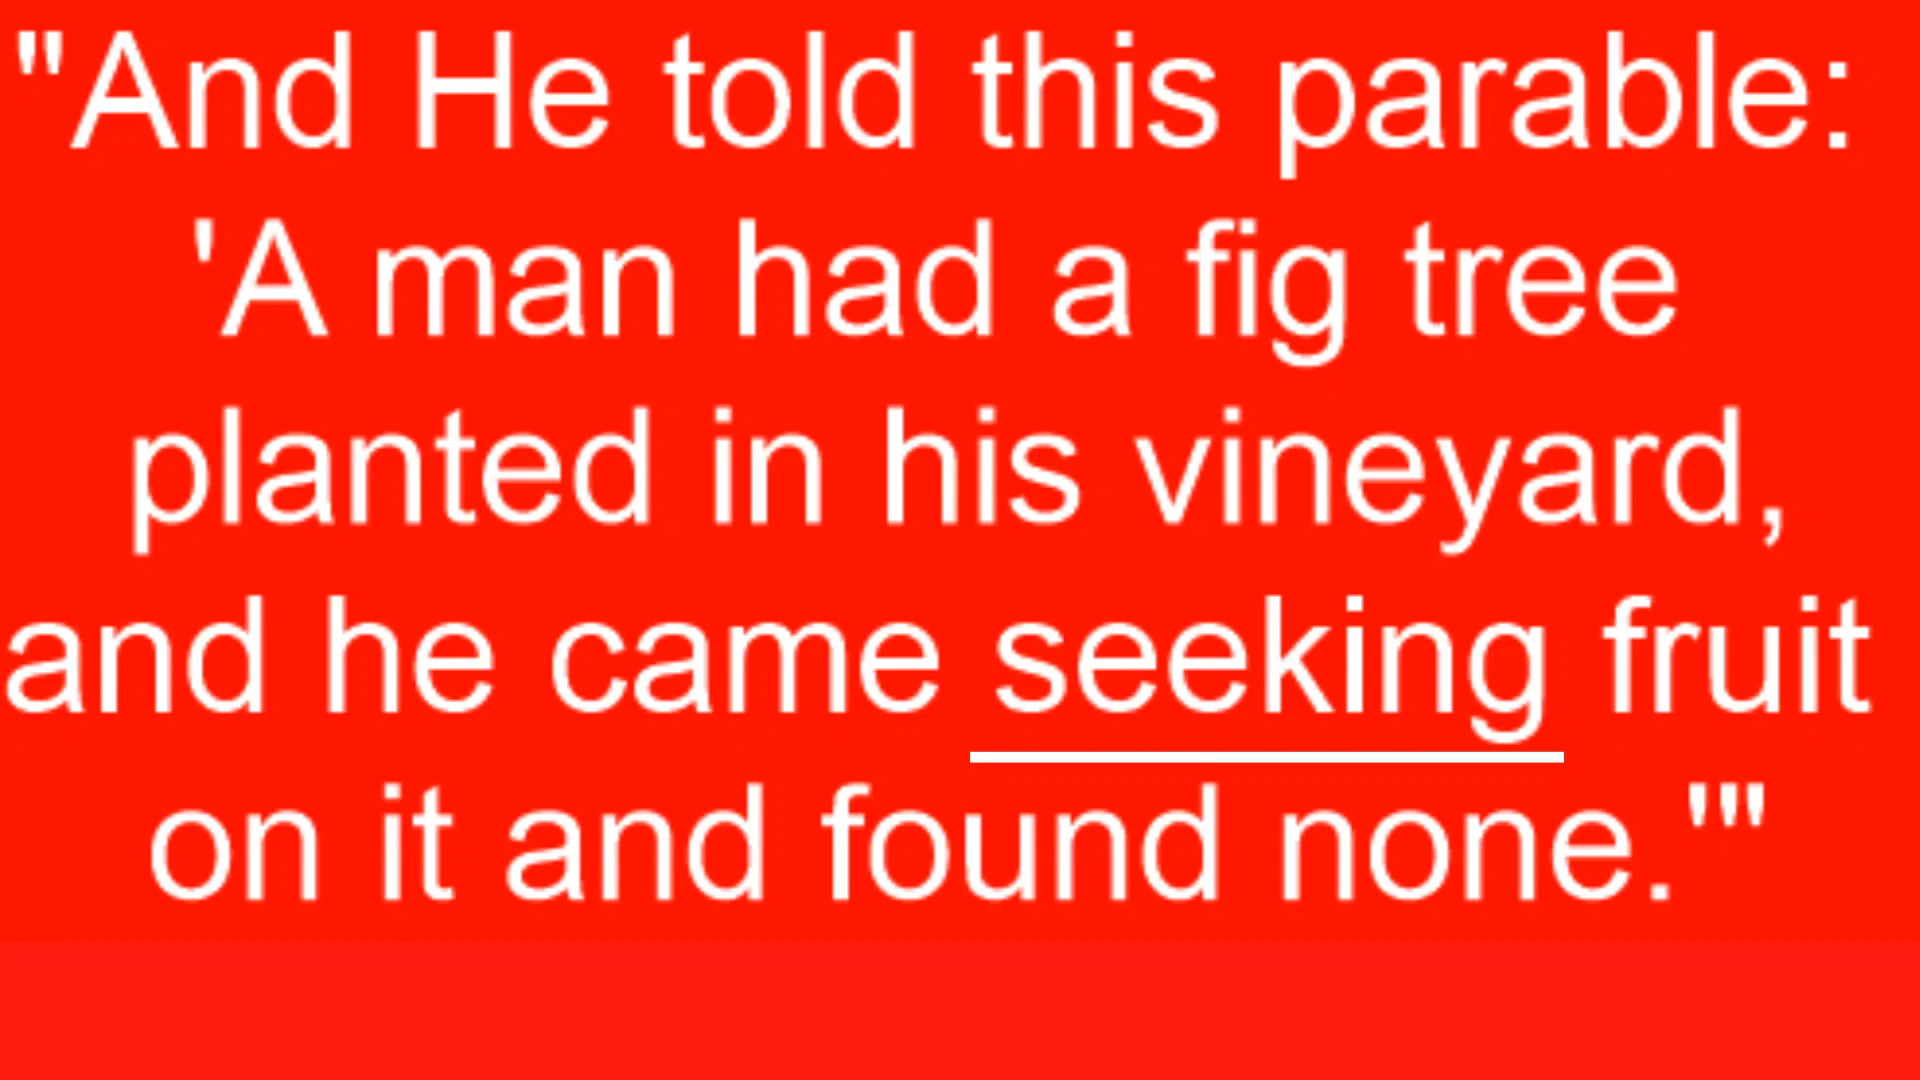 "And He told this parable:
'A man had a fig tree
planted in his vineyard,
and he came seeking fruit
on it and found none.'"